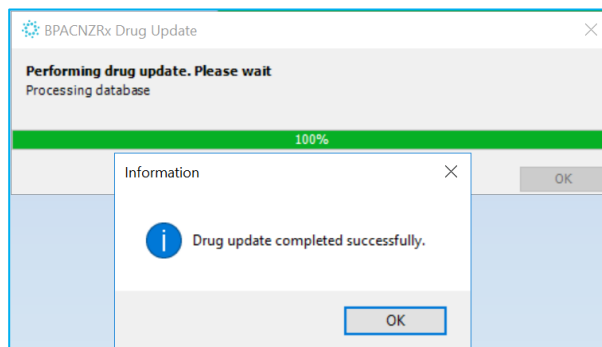 BPACNZRx Drug Update
Performing drug update. Please wait
Processing database
100%
OK
Information
Drug update completed successfully.
OK